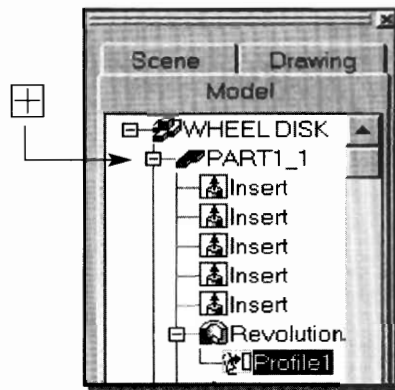 Scene Drawing
Model
WHEEL DISK
PART1_1
Insert
Insert
Insert
Insert
Insert
Revolution
Profile1